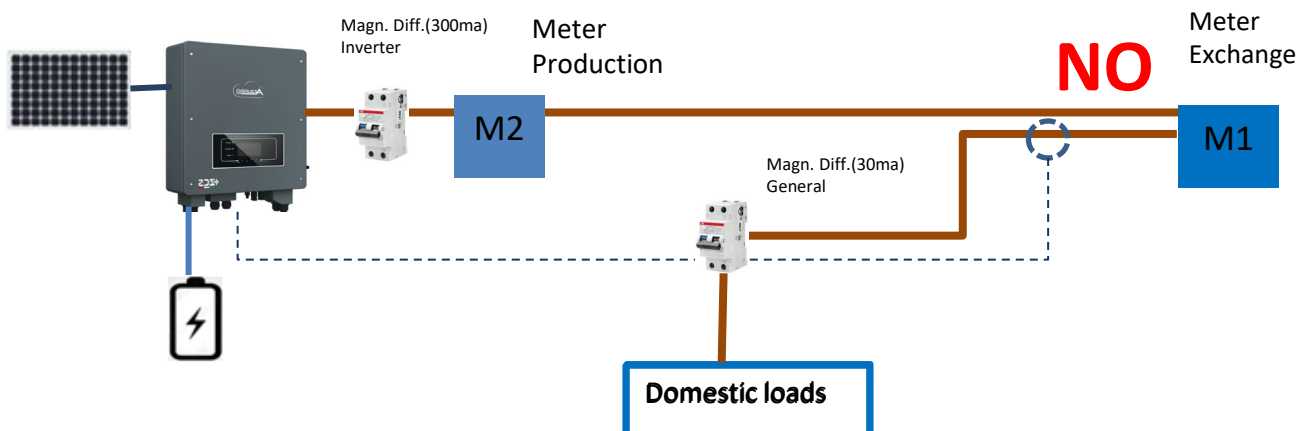 Magn. Diff.(300ma)
Inverter
Meter
Production
NO
Meter
Exchange
M2
M1
Magn. Diff.(30ma)
General
Domestic loads